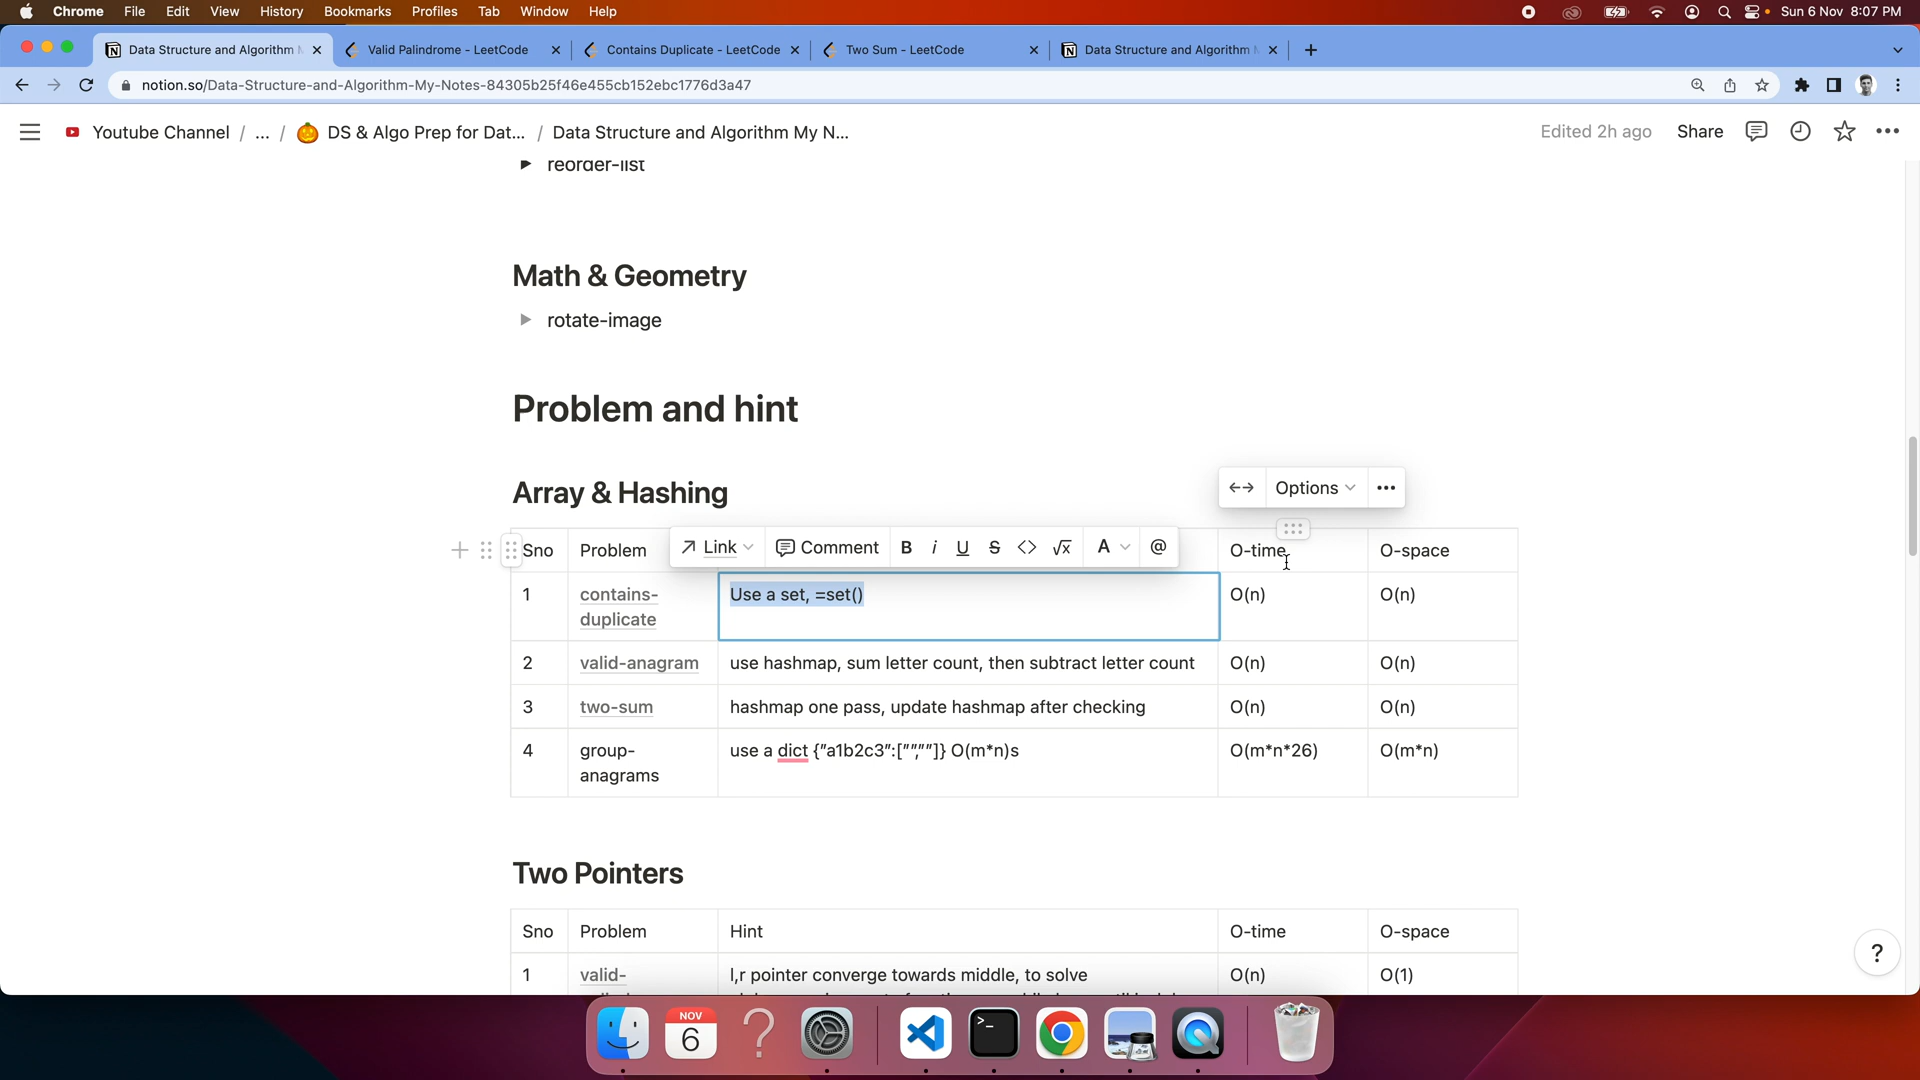 Chrome File Edit View History Bookmarks Profiles Tab Window Help Sun 6 Nov 8:07 PM
Data Structure and Algorithm M Valid Palindrome - LeetCode Contains Duplicate - LeetCode Two Sum - LeetCode Data Structure and Algorithm M
notion.so/Data-Structure-and-Algorithm-My-Notes-84305b25f46e455cb152ebc1776d3a47
Youtube Channel / ... / DS & Algo Prep for Dat... / Data Structure and Algorithm My N... Edited 2h ago Share
reorder-list
Math & Geometry
rotate-image
Problem and hint
Options
Array & Hashing
Sno Problem Link Comment B i U S <> √x A @ O-time O-space
1 contains- Use a set, =set() O(n) O(n)
duplicate
2 valid-anagram use hashmap, sum letter count, then subtract letter count O(n) O(n)
3 two-sum hashmap one pass, update hashmap after checking O(n) O(n)
4 group- use a dict {"a1b2c3":["",""]} O(m*n)s O(m*n*26) O(m*n)
anagrams
Two Pointers
Sno Problem Hint O-time O-space
1 valid- l,r pointer converge towards middle, to solve O(n) O(1)
?
NOV
6